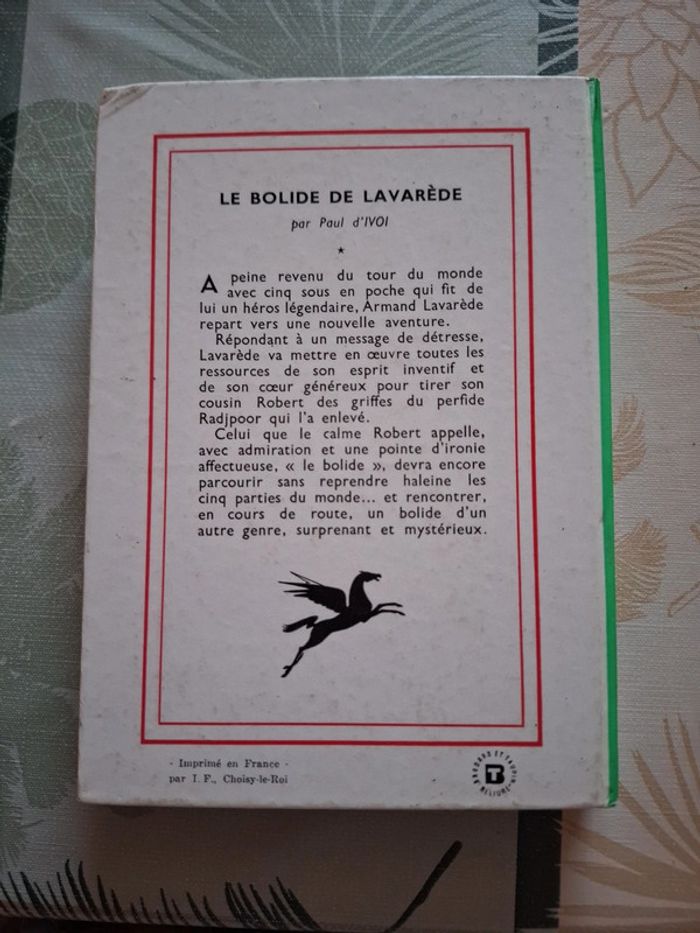 LE BOLIDE DE LAVARÈDE
par Paul d'IVOI
★
A peine revenu du tour du monde
avec cinq sous en poche qui fit de
lui un héros légendaire, Armand Lavarède
repart vers une nouvelle aventure.
Répondant à un message de détresse,
Lavarède va mettre en œuvre toutes les
ressources de son esprit inventif et
de son cœur généreux pour tirer son
cousin Robert des griffes du perfide
Radjpoor qui l'a enlevé.
Celui que le calme Robert appelle,
avec admiration et une pointe d'ironie
affectueuse, « le bolide », devra encore
parcourir sans reprendre haleine les
cinq parties du monde... et rencontrer,
en cours de route, un bolide d'un
autre genre, surprenant et mystérieux.
- Imprimé en France -
par I. F., Choisy-le-Roi
BRODARD ET TAUPIN
RELIURE